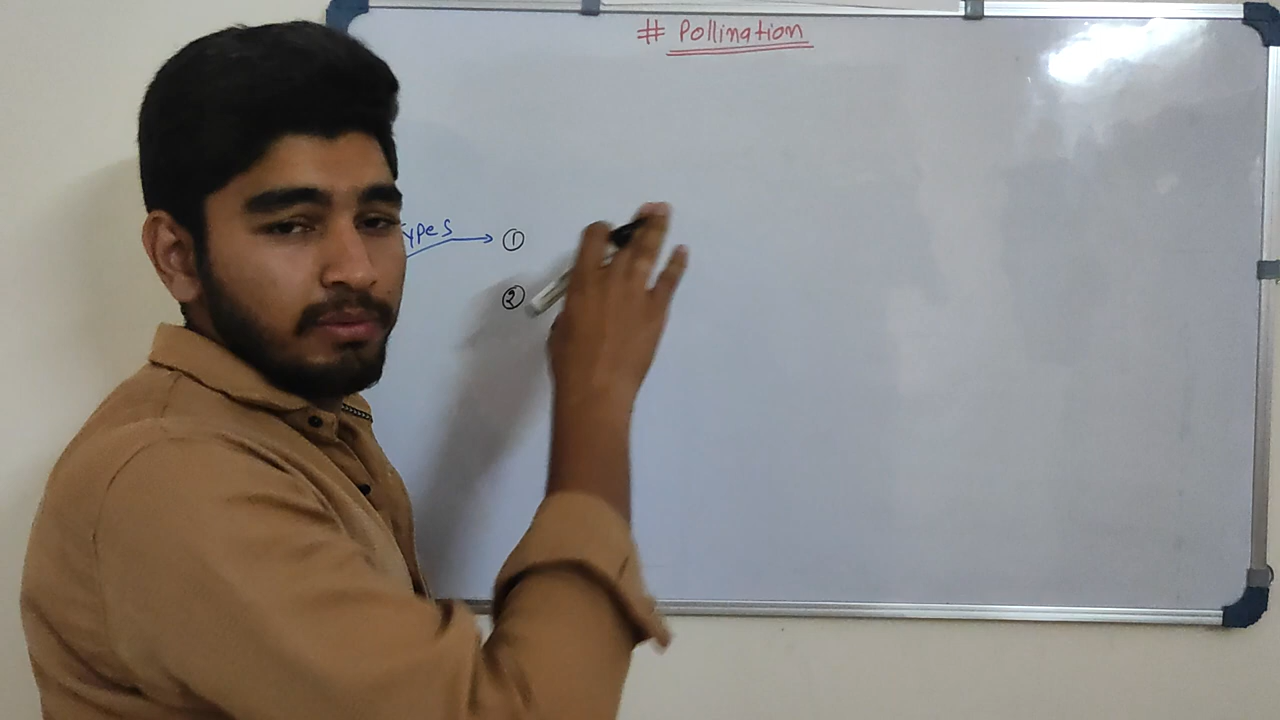 # Pollination
ypes → ①
②